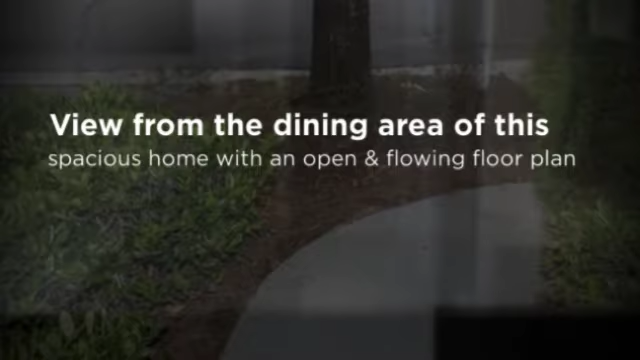 View from the dining area of this
spacious home with an open & flowing floor plan